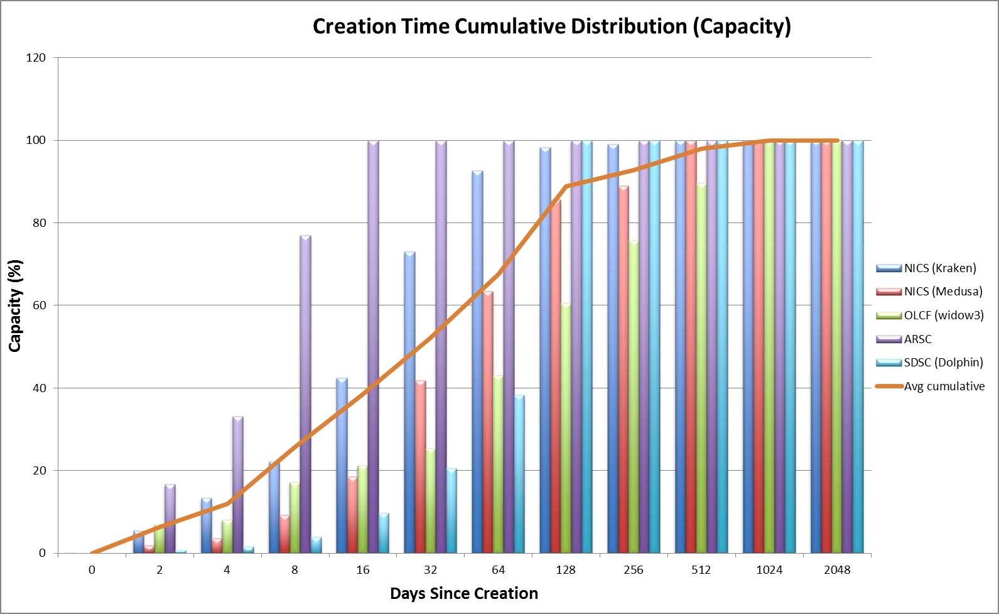 Creation Time Cumulative Distribution (Capacity)
120
100
80
60
40
20
0
Capacity (%)
0 2 4 8 16 32 64 128 256 512 1024 2048
Days Since Creation
NICS (Kraken)
NICS (Medusa)
OLCF (widow3)
ARSC
SDSC (Dolphin)
Avg cumulative